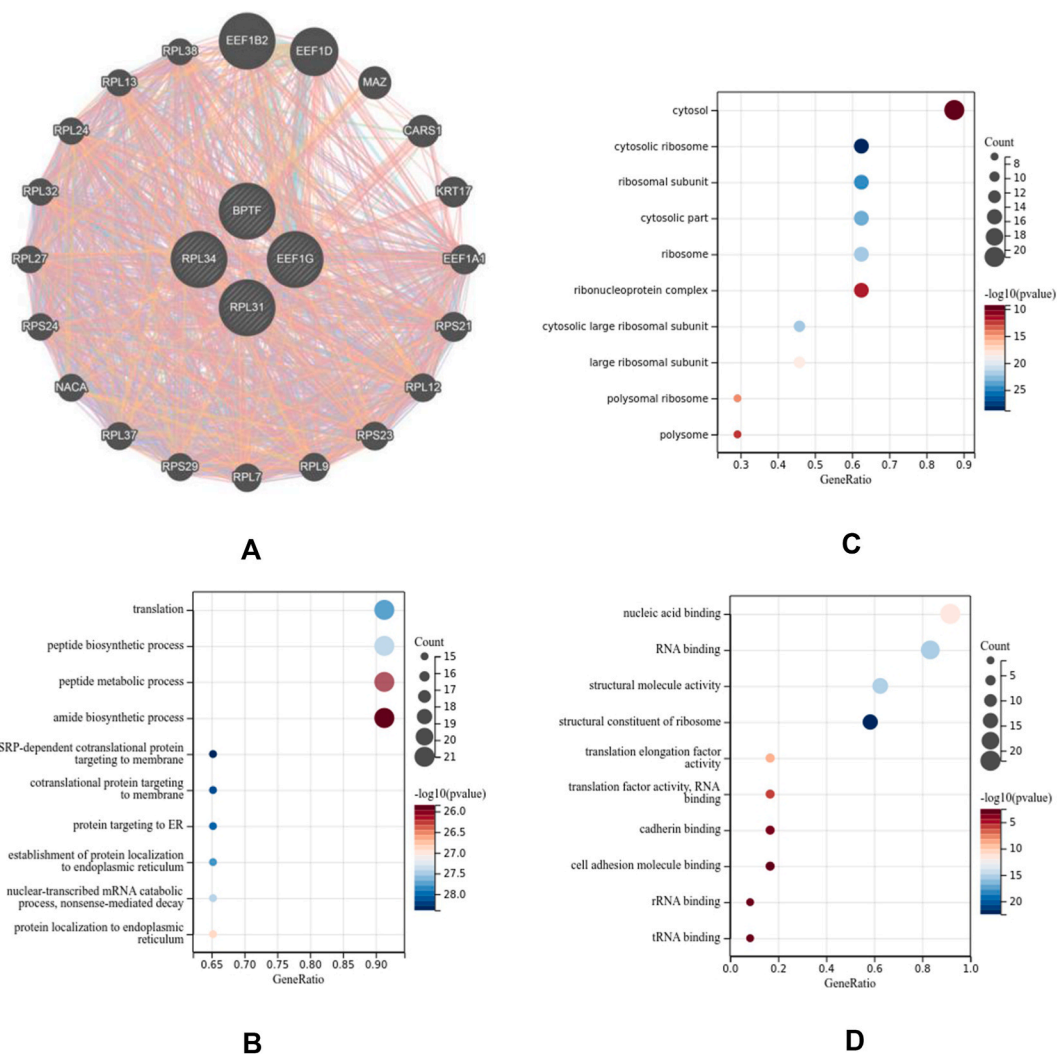 EEF1B2
EEF1D
MAZ
CARS1
KRT17
EEF1A1
RPS21
RPL12
RPS23
RPL9
RPL7
RPS29
RPL37
NACA
RPS24
RPL27
RPL32
RPL24
RPL13
RPL38
BPTF
RPL34
EEF1G
RPL31
A
cytosol
cytosolic ribosome
ribosomal subunit
cytosolic part
ribosome
ribonucleoprotein complex
cytosolic large ribosomal subunit
large ribosomal subunit
polysomal ribosome
polysome
0.3 0.4 0.5 0.6 0.7 0.8 0.9
GeneRatio
Count
8
10
12
14
16
18
20
-log10(pvalue)
10
15
20
25
C
translation
peptide biosynthetic process
peptide metabolic process
amide biosynthetic process
SRP-dependent cotranslational protein
targeting to membrane
cotranslational protein targeting
to membrane
protein targeting to ER
establishment of protein localization
to endoplasmic reticulum
nuclear-transcribed mRNA catabolic
process, nonsense-mediated decay
protein localization to endoplasmic
reticulum
0.65 0.70 0.75 0.80 0.85 0.90
GeneRatio
Count
15
16
17
18
19
20
21
-log10(pvalue)
26.0
26.5
27.0
27.5
28.0
B
nucleic acid binding
RNA binding
structural molecule activity
structural constituent of ribosome
translation elongation factor
activity
translation factor activity, RNA
binding
cadherin binding
cell adhesion molecule binding
rRNA binding
tRNA binding
0.0 0.2 0.4 0.6 0.8 1.0
GeneRatio
Count
5
10
15
20
-log10(pvalue)
5
10
15
20
D